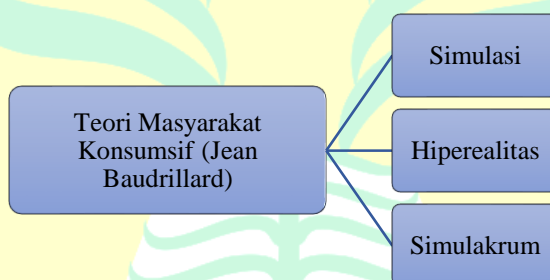 Teori Masyarakat
Konsumsif (Jean
Baudrillard)
Simulasi
Hiperealitas
Simulakrum